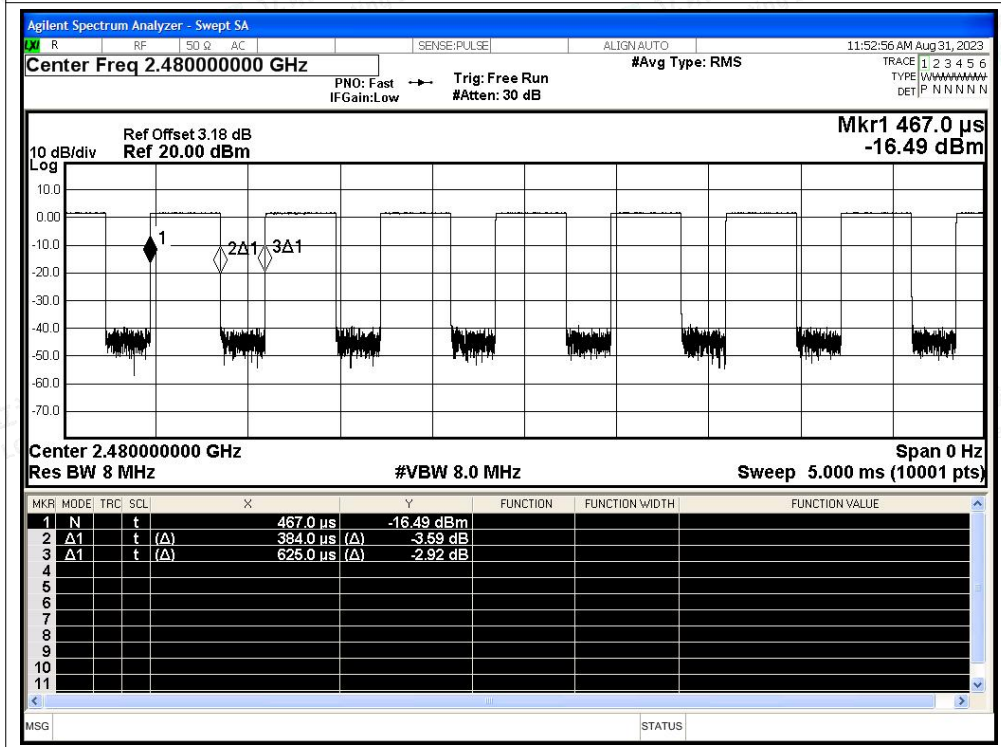 Agilent Spectrum Analyzer - Swept SA
LXI R RF 50 Ω AC SENSE:PULSE ALIGN AUTO 11:52:56 AM Aug 31, 2023
Center Freq 2.480000000 GHz #Avg Type: RMS TRACE 1 2 3 4 5 6
PNO: Fast Trig: Free Run TYPE WWWWWW
IFGain:Low #Atten: 30 dB DET P N N N N N
Mkr1 467.0 µs
-16.49 dBm
Ref Offset 3.18 dB
10 dB/div Ref 20.00 dBm
Log
10.0
0.00
-10.0
1
2Δ1 3Δ1
-20.0
-30.0
-40.0
-50.0
-60.0
-70.0
Center 2.480000000 GHz Span 0 Hz
Res BW 8 MHz #VBW 8.0 MHz Sweep 5.000 ms (10001 pts)
MKR MODE TRC SCL X Y FUNCTION FUNCTION WIDTH FUNCTION VALUE
1 N t 467.0 µs -16.49 dBm
2 Δ1 t (Δ) 384.0 µs (Δ) -3.59 dB
3 Δ1 t (Δ) 625.0 µs (Δ) -2.92 dB
4
5
6
7
8
9
10
11
MSG STATUS